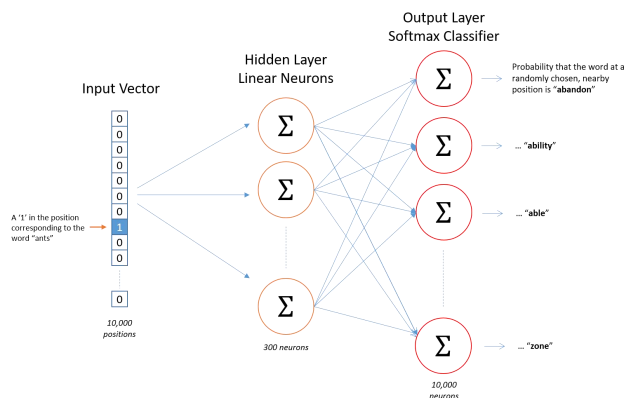 Output Layer
Softmax Classifier
Hidden Layer
Linear Neurons
Input Vector
Probability that the word at a
randomly chosen, nearby
position is “abandon”
Σ
Σ
Σ
Σ
Σ
Σ
Σ
0
0
0
0
0
0
0
1
0
0
0
A ‘1’ in the position
corresponding to the
word “ants”
… “ability”
… “able”
… “zone”
10,000
positions
300 neurons
10,000
neurons